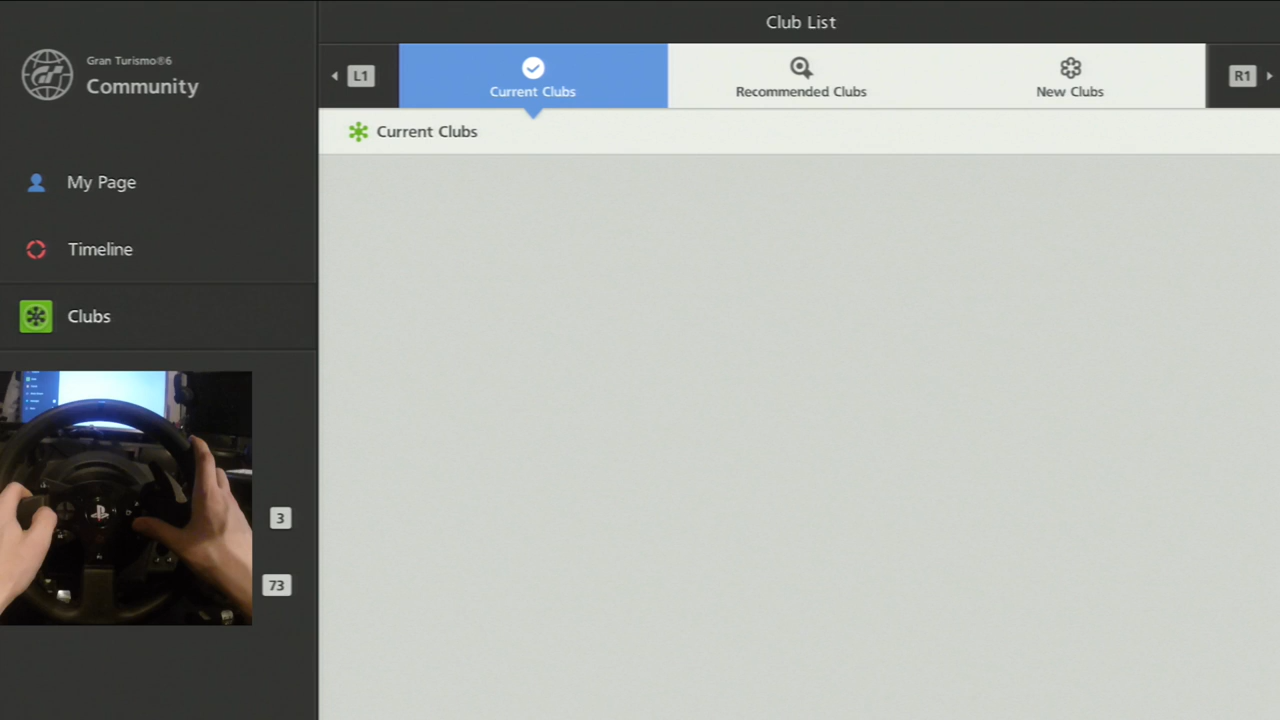 Gran Turismo®6
Community
My Page
Timeline
Clubs
3
73
Club List
L1
Current Clubs
Recommended Clubs
New Clubs
R1
Current Clubs